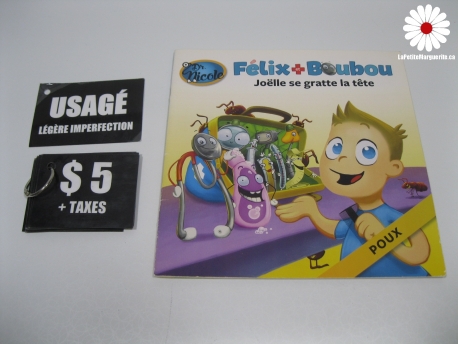 LaPetiteMarguerite.ca
Dr Nicole
Félix+Boubou
Joëlle se gratte la tête
USAGÉ
LÉGÈRE IMPERFECTION
$ 5
+ TAXES
POUX